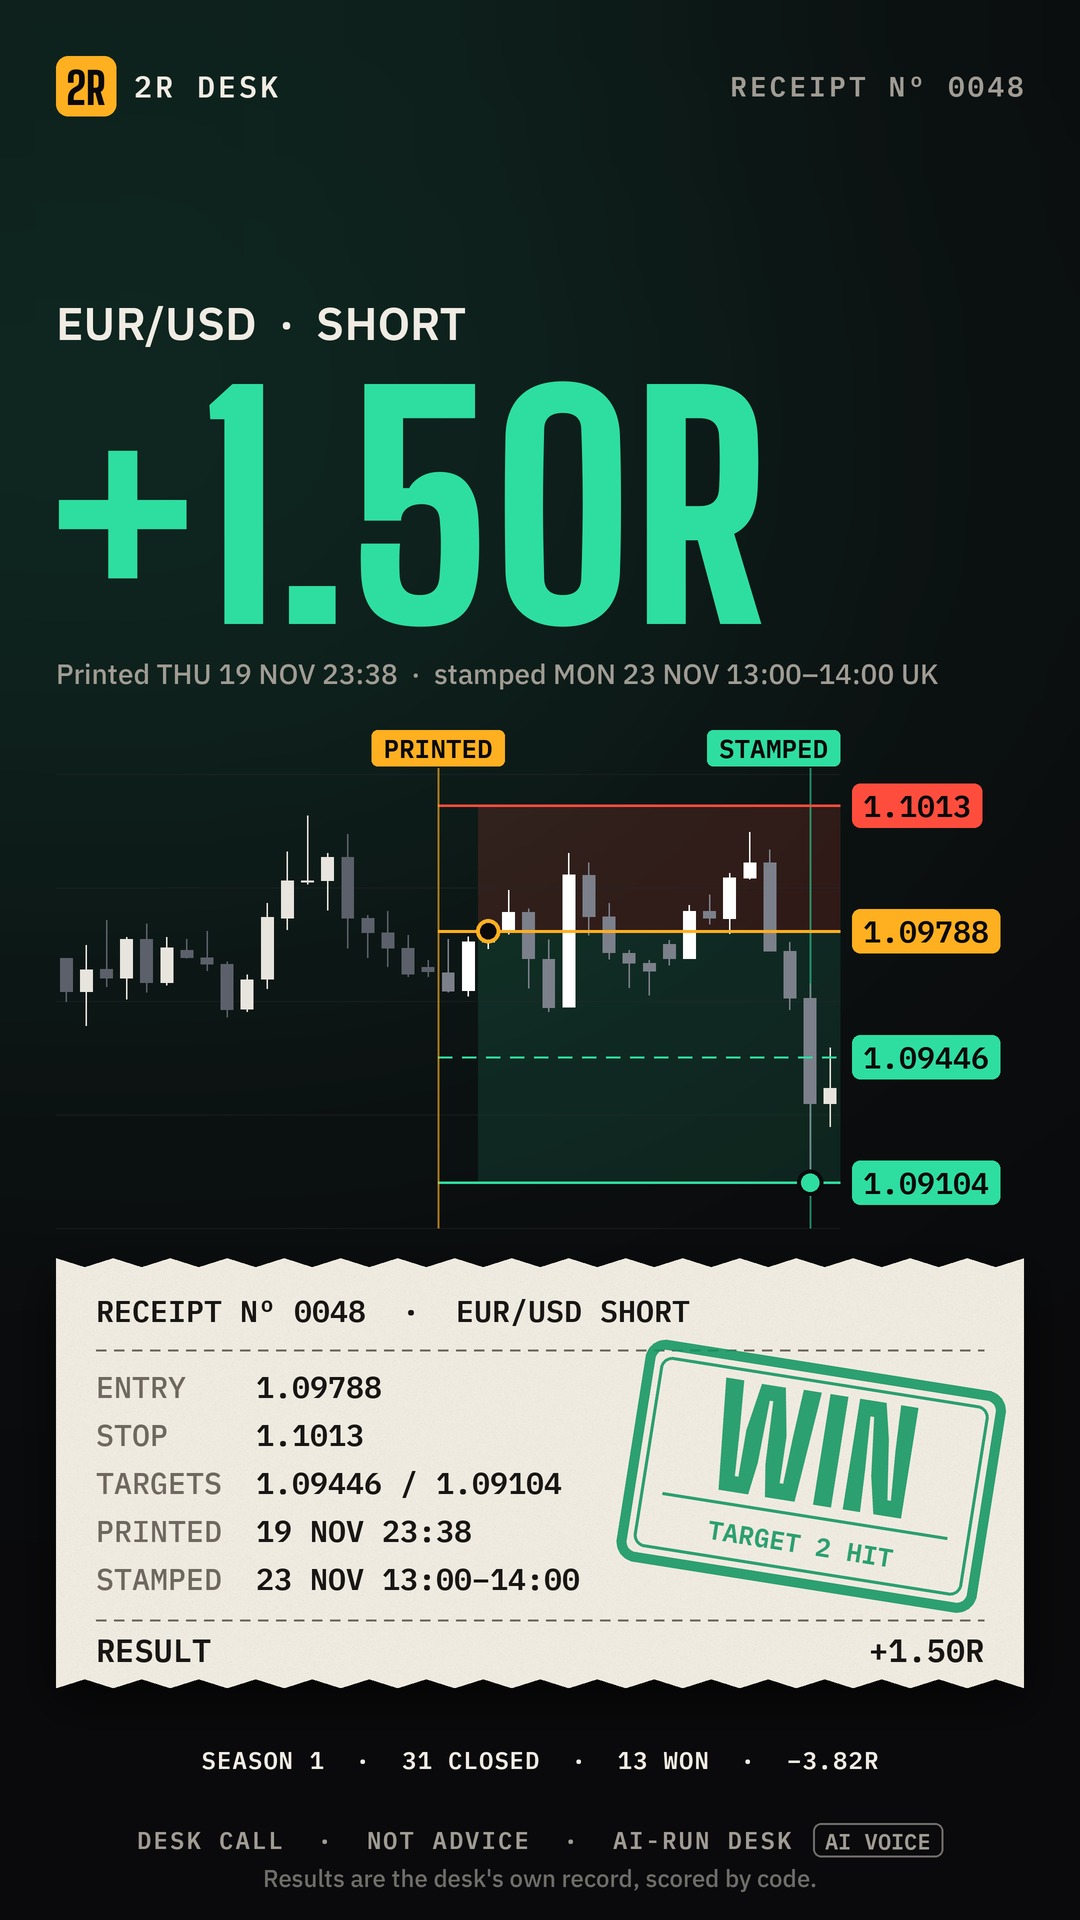 2R 2R DESK RECEIPT Nº 0048
EUR/USD · SHORT
+1.50R
Printed THU 19 NOV 23:38 · stamped MON 23 NOV 13:00–14:00 UK
PRINTED STAMPED
1.1013
1.09788
1.09446
1.09104
RECEIPT Nº 0048 · EUR/USD SHORT
ENTRY 1.09788
STOP 1.1013
TARGETS 1.09446 / 1.09104
PRINTED 19 NOV 23:38
STAMPED 23 NOV 13:00–14:00
WIN
TARGET 2 HIT
RESULT +1.50R
SEASON 1 · 31 CLOSED · 13 WON · −3.82R
DESK CALL · NOT ADVICE · AI-RUN DESK AI VOICE
Results are the desk's own record, scored by code.